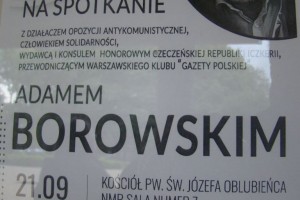 NA SPOTKANIE
Z DZIAŁACZEM OPOZYCJI ANTYKOMUNISTYCZNEJ,
CZŁOWIEKIEM SOLIDARNOŚCI,
WYDAWCĄ I KONSULEM HONOROWYM CZECZEŃSKIEJ REPUBLIKI ICZKERII,
PRZEWODNICZĄCYM WARSZAWSKIEGO KLUBU "GAZETY POLSKIEJ
ADAMEM
BOROWSKIM
21.09
KOŚCIÓŁ PW. ŚW. JÓZEFA OBLUBIEŃCA
NMP SALA NUMER 7